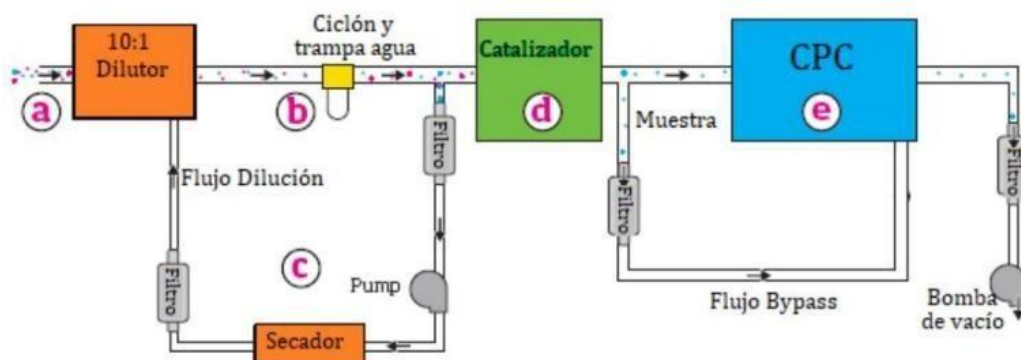 Ciclón y
trampa agua
10:1
Dilutor
Catalizador
CPC
a
b
d
e
Muestra
Filtro
Filtro
Filtro
Flujo Dilución
c
Filtro
Pump
Flujo Bypass
Bomba
de vacío
Secador